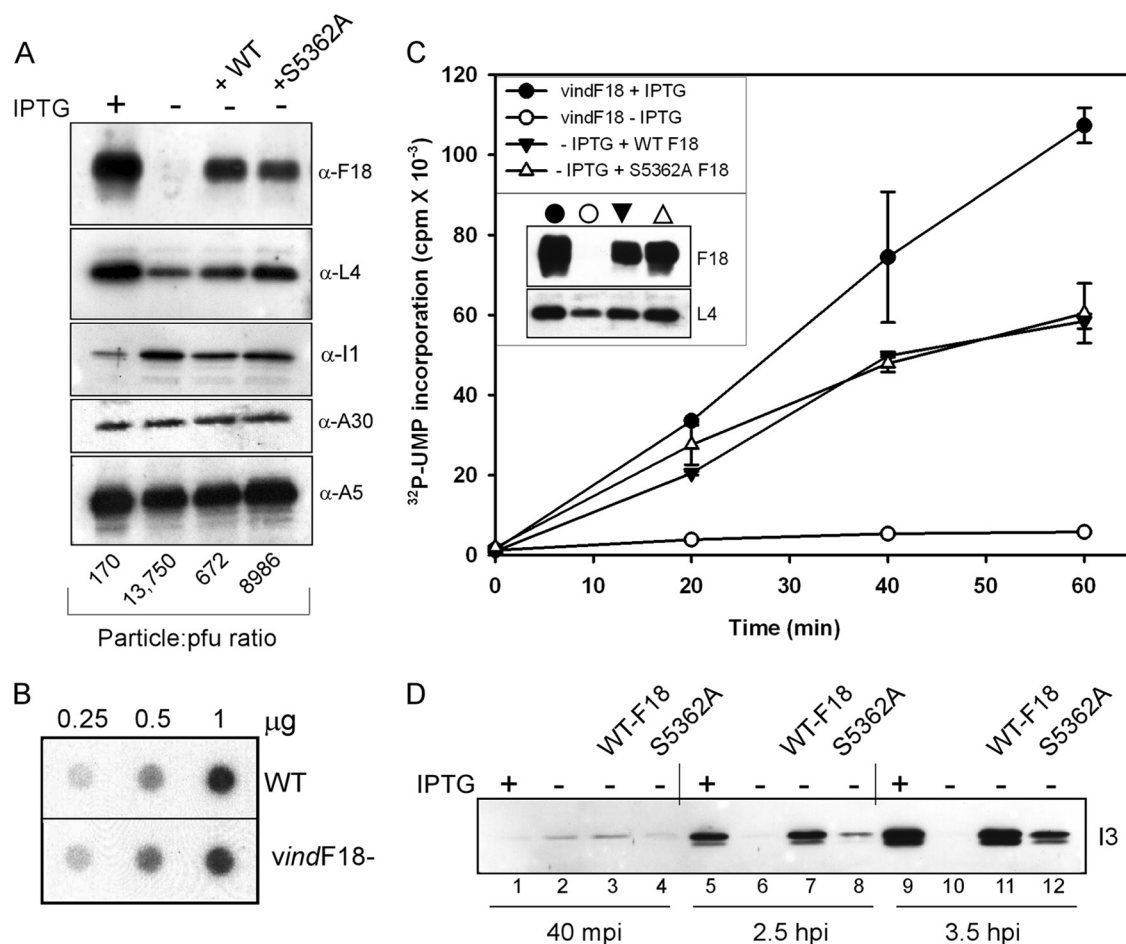 A
+ WT
+S5362A
IPTG + - - -
α-F18
α-L4
α-I1
α-A30
α-A5
170 13,750 672 8986
Particle:pfu ratio
B
0.25 0.5 1 µg
WT
vindF18-
C
120
100
80
60
40
20
0
³²P-UMP incorporation (cpm X 10⁻³)
vindF18 + IPTG
vindF18 - IPTG
- IPTG + WT F18
- IPTG + S5362A F18
F18
L4
0 10 20 30 40 50 60
Time (min)
D
WT-F18 S5362A WT-F18 S5362A WT-F18 S5362A
IPTG + - - - + - - - + - - -
I3
1 2 3 4 5 6 7 8 9 10 11 12
40 mpi 2.5 hpi 3.5 hpi